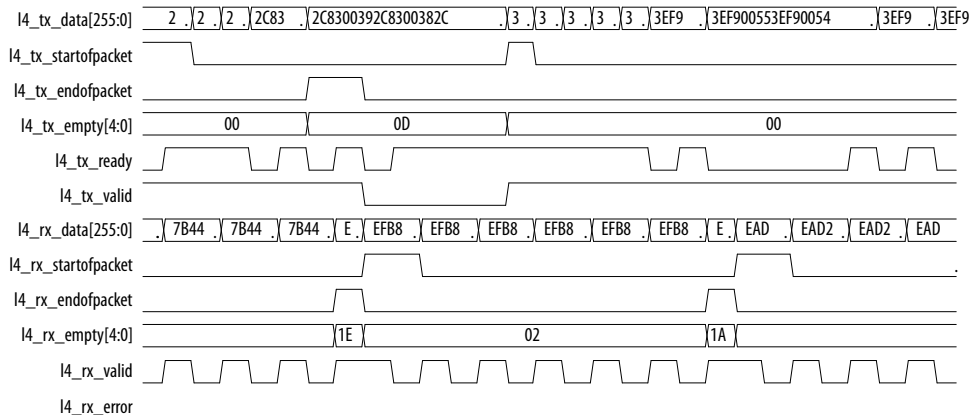 l4_tx_data[255:0] 2 . 2 . 2 . 2C83 . 2C8300392C8300382C . 3 . 3 . 3 . 3 . 3 . 3EF9 . 3EF900553EF90054 . 3EF9 . 3EF9
l4_tx_startofpacket
l4_tx_endofpacket
l4_tx_empty[4:0] 00 0D 00
l4_tx_ready
l4_tx_valid
l4_rx_data[255:0] . 7B44 . 7B44 . 7B44 . E . EFB8 . EFB8 . EFB8 . EFB8 . EFB8 . EFB8 . E . EAD . EAD2 . EAD2 . EAD
l4_rx_startofpacket .
l4_rx_endofpacket
l4_rx_empty[4:0] 1E 02 1A
l4_rx_valid
l4_rx_error